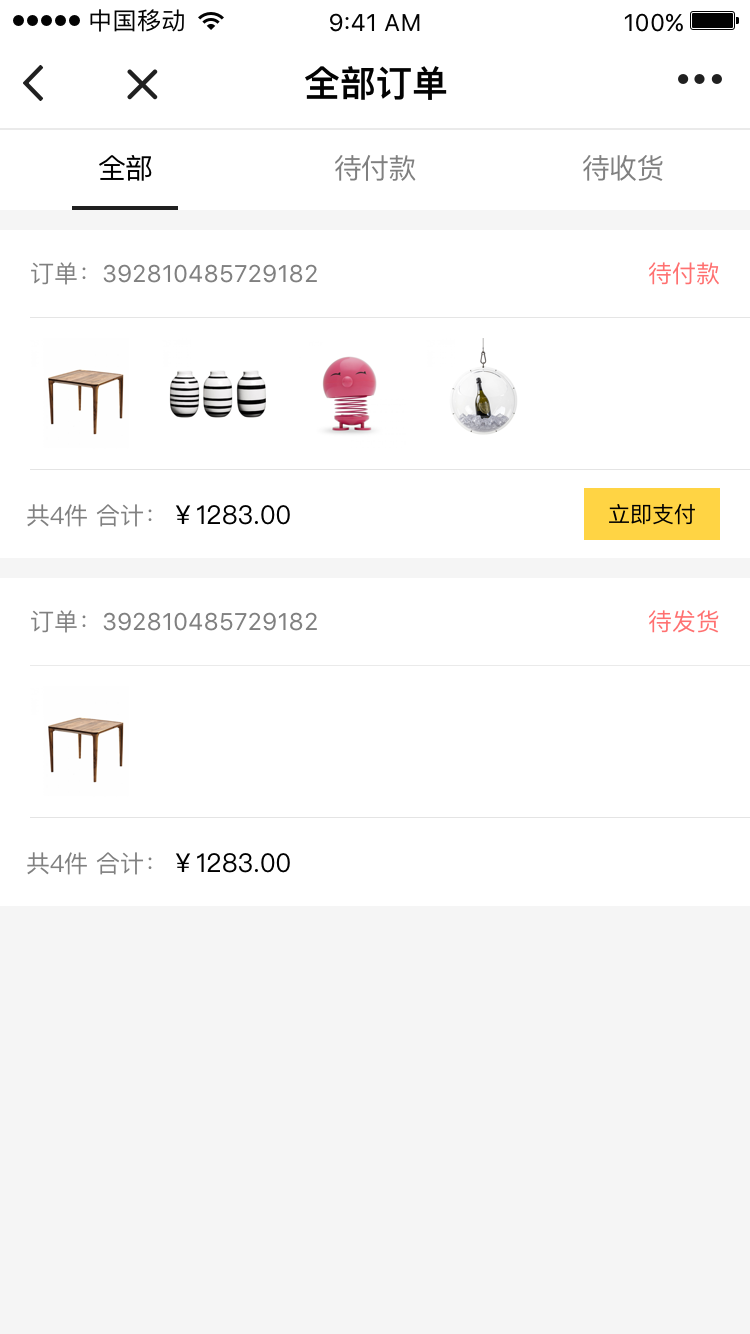 中国移动 9:41 AM 100%
全部订单
全部 待付款 待收货
订单：392810485729182 待付款
共4件 合计： ￥1283.00 立即支付
订单：392810485729182 待发货
共4件 合计： ￥1283.00